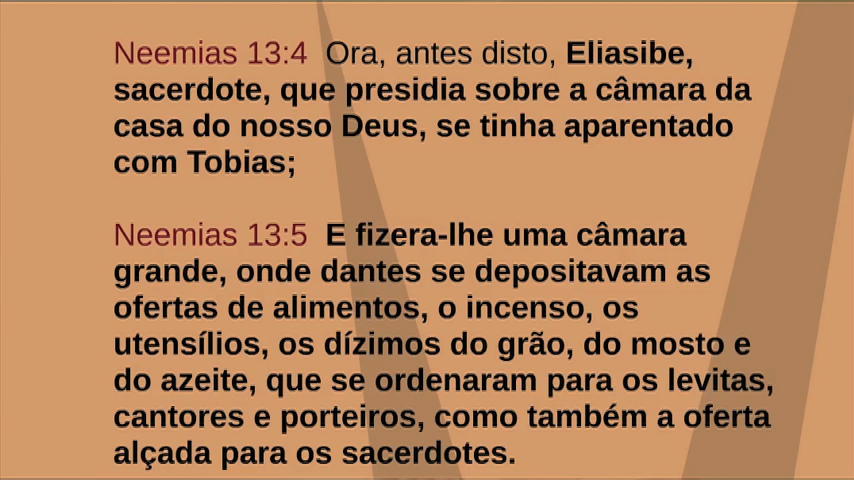 Neemias 13:4 Ora, antes disto, Eliasibe,
sacerdote, que presidia sobre a câmara da
casa do nosso Deus, se tinha aparentado
com Tobias;
Neemias 13:5 E fizera-lhe uma câmara
grande, onde dantes se depositavam as
ofertas de alimentos, o incenso, os
utensílios, os dízimos do grão, do mosto e
do azeite, que se ordenaram para os levitas,
cantores e porteiros, como também a oferta
alçada para os sacerdotes.